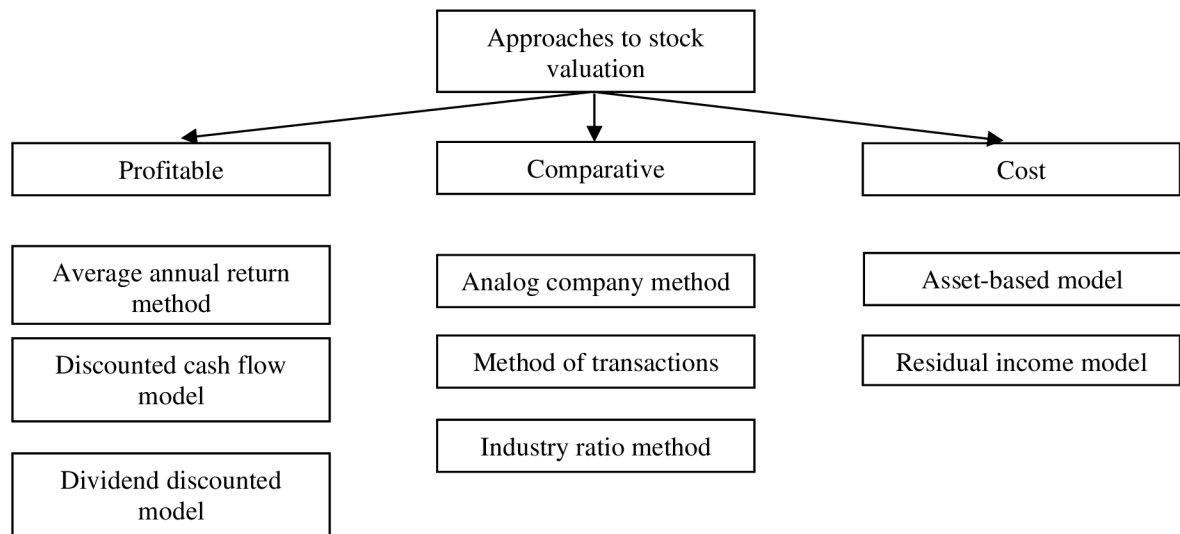 Approaches to stock
valuation
Profitable
Comparative
Cost
Average annual return
method
Discounted cash flow
model
Dividend discounted
model
Analog company method
Method of transactions
Industry ratio method
Asset-based model
Residual income model